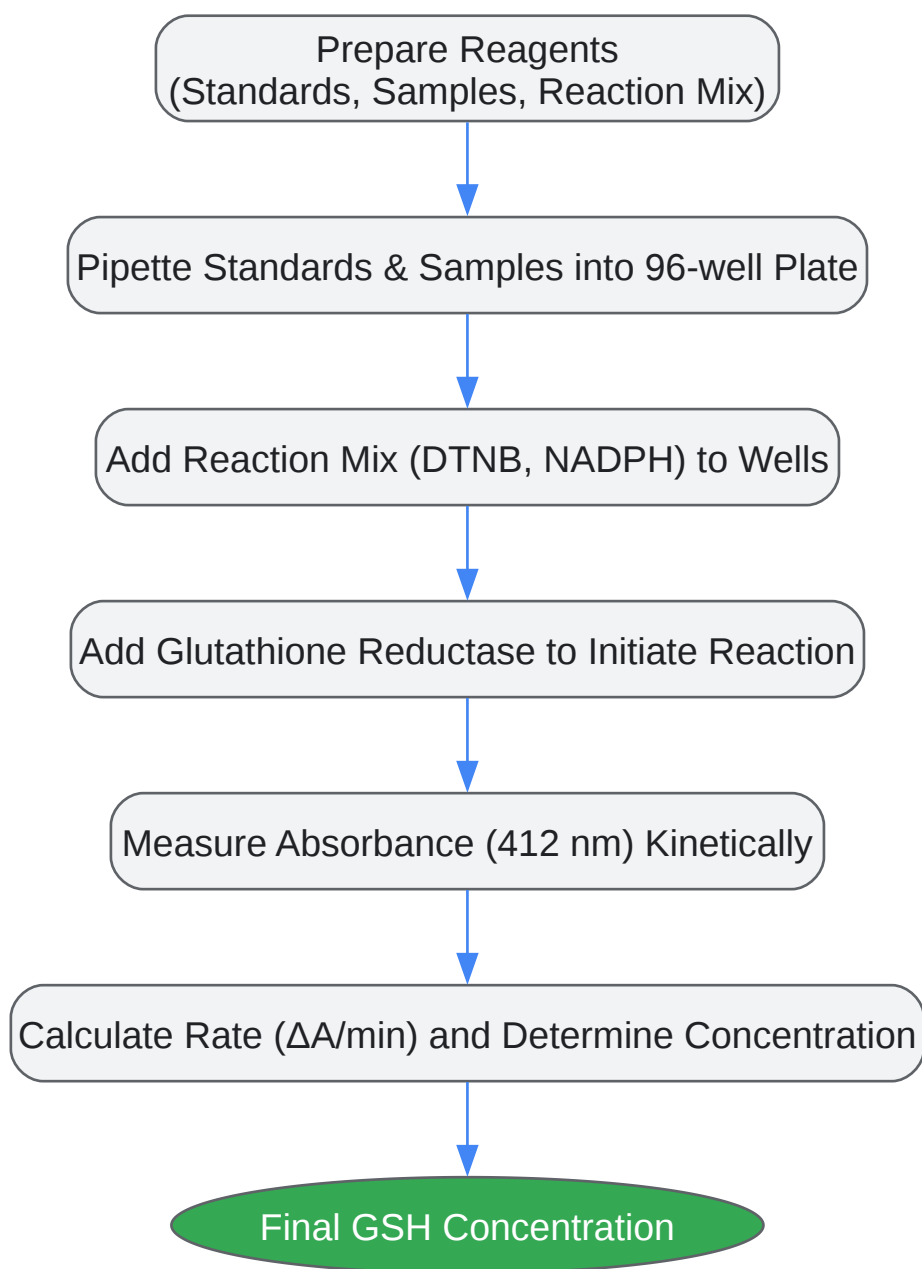 Prepare Reagents
(Standards, Samples, Reaction Mix)
Pipette Standards & Samples into 96-well Plate
Add Reaction Mix (DTNB, NADPH) to Wells
Add Glutathione Reductase to Initiate Reaction
Measure Absorbance (412 nm) Kinetically
Calculate Rate (ΔA/min) and Determine Concentration
Final GSH Concentration